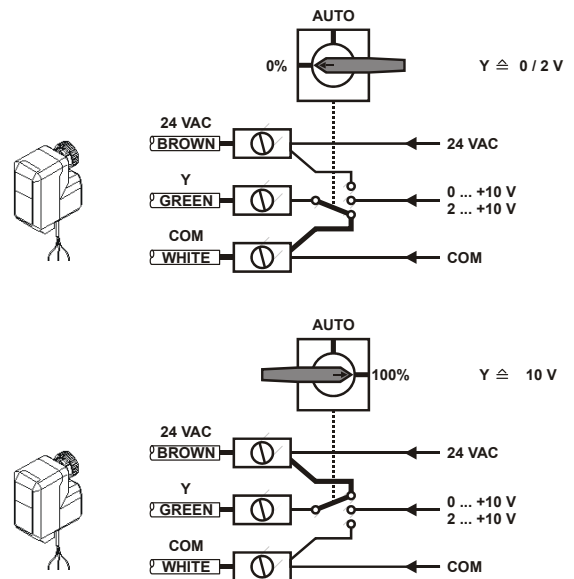 AUTO
0%
Y ≙ 0 / 2 V
24 VAC
BROWN
24 VAC
Y
GREEN
0 ... +10 V
2 ... +10 V
COM
WHITE
COM
AUTO
100%
Y ≙ 10 V
24 VAC
BROWN
24 VAC
Y
GREEN
0 ... +10 V
2 ... +10 V
COM
WHITE
COM